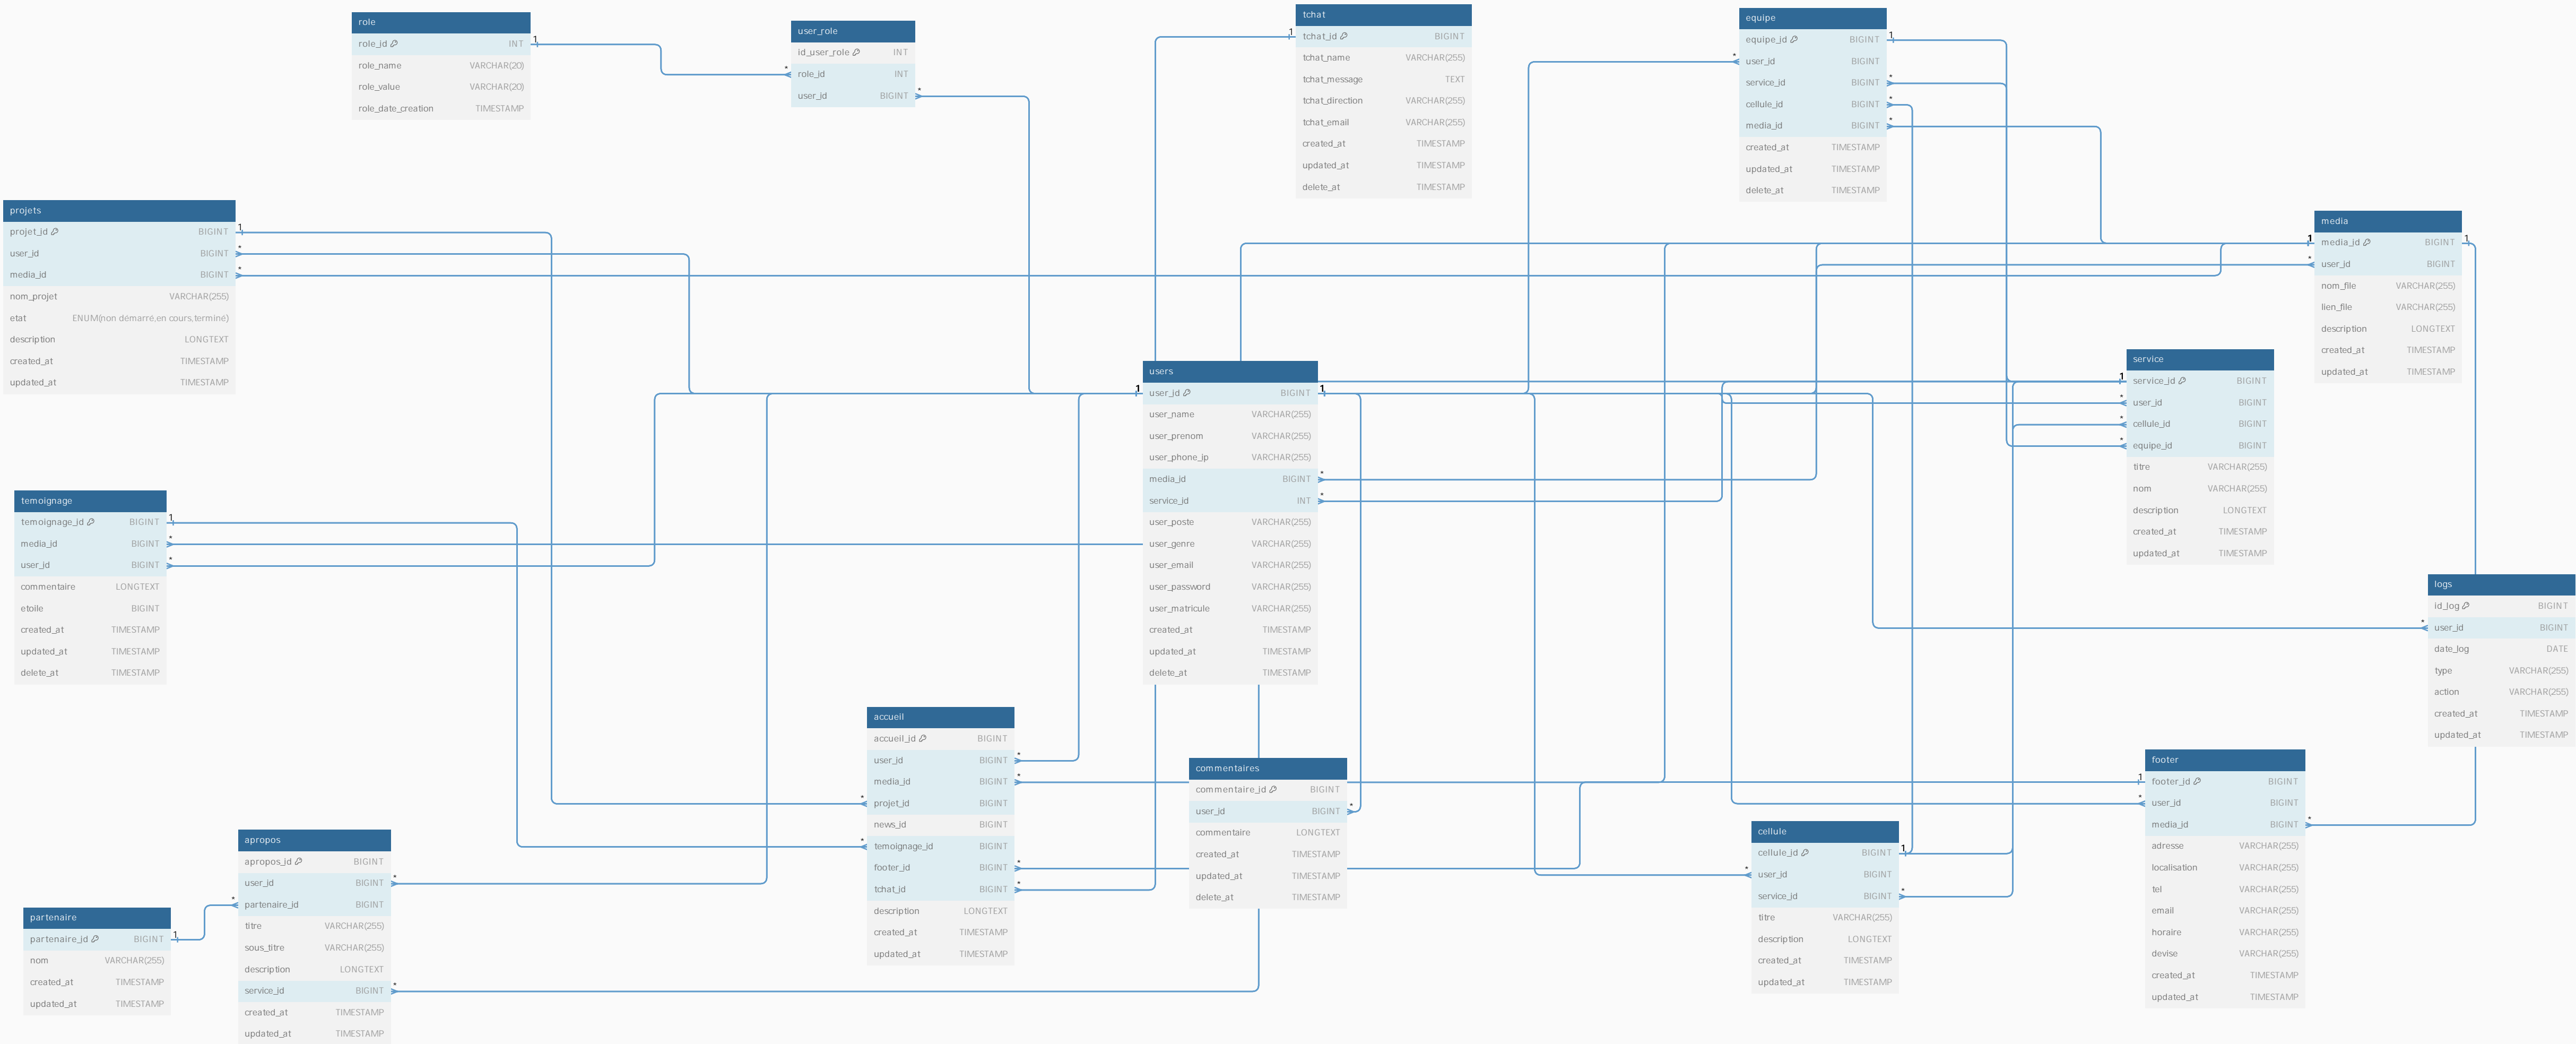 role
role_id INT
role_name VARCHAR(20)
role_value VARCHAR(20)
role_date_creation TIMESTAMP
1
user_role
id_user_role INT
* role_id INT
user_id BIGINT *
tchat
1 tchat_id BIGINT
tchat_name VARCHAR(255)
tchat_message TEXT
tchat_direction VARCHAR(255)
tchat_email VARCHAR(255)
created_at TIMESTAMP
updated_at TIMESTAMP
delete_at TIMESTAMP
equipe
equipe_id BIGINT 1
* user_id BIGINT
service_id BIGINT *
cellule_id BIGINT *
media_id BIGINT *
created_at TIMESTAMP
updated_at TIMESTAMP
delete_at TIMESTAMP
projets
projet_id BIGINT 1
user_id BIGINT *
media_id BIGINT *
nom_projet VARCHAR(255)
etat ENUM(non démarré,en cours,terminé)
description LONGTEXT
created_at TIMESTAMP
updated_at TIMESTAMP
media
1 media_id BIGINT 1
* user_id BIGINT
nom_file VARCHAR(255)
lien_file VARCHAR(255)
description LONGTEXT
created_at TIMESTAMP
updated_at TIMESTAMP
users
1 user_id BIGINT 1
user_name VARCHAR(255)
user_prenom VARCHAR(255)
user_phone_ip VARCHAR(255)
media_id BIGINT *
service_id INT *
user_poste VARCHAR(255)
user_genre VARCHAR(255)
user_email VARCHAR(255)
user_password VARCHAR(255)
user_matricule VARCHAR(255)
created_at TIMESTAMP
updated_at TIMESTAMP
delete_at TIMESTAMP
service
1 service_id BIGINT
* user_id BIGINT
* cellule_id BIGINT
* equipe_id BIGINT
titre VARCHAR(255)
nom VARCHAR(255)
description LONGTEXT
created_at TIMESTAMP
updated_at TIMESTAMP
temoignage
temoignage_id BIGINT 1
media_id BIGINT *
user_id BIGINT *
commentaire LONGTEXT
etoile BIGINT
created_at TIMESTAMP
updated_at TIMESTAMP
delete_at TIMESTAMP
logs
id_log BIGINT
* user_id BIGINT
date_log DATE
type VARCHAR(255)
action VARCHAR(255)
created_at TIMESTAMP
updated_at TIMESTAMP
accueil
accueil_id BIGINT
user_id BIGINT *
media_id BIGINT *
* projet_id BIGINT
news_id BIGINT
* temoignage_id BIGINT
footer_id BIGINT *
tchat_id BIGINT *
description LONGTEXT
created_at TIMESTAMP
updated_at TIMESTAMP
commentaires
commentaire_id BIGINT
user_id BIGINT *
commentaire LONGTEXT
created_at TIMESTAMP
updated_at TIMESTAMP
delete_at TIMESTAMP
footer
1 footer_id BIGINT
* user_id BIGINT
media_id BIGINT *
adresse VARCHAR(255)
localisation VARCHAR(255)
tel VARCHAR(255)
email VARCHAR(255)
horaire VARCHAR(255)
devise VARCHAR(255)
created_at TIMESTAMP
updated_at TIMESTAMP
cellule
cellule_id BIGINT 1
* user_id BIGINT
service_id BIGINT *
titre VARCHAR(255)
description LONGTEXT
created_at TIMESTAMP
updated_at TIMESTAMP
apropos
apropos_id BIGINT
user_id BIGINT *
* partenaire_id BIGINT
titre VARCHAR(255)
sous_titre VARCHAR(255)
description LONGTEXT
service_id BIGINT *
created_at TIMESTAMP
updated_at TIMESTAMP
partenaire
partenaire_id BIGINT 1
nom VARCHAR(255)
created_at TIMESTAMP
updated_at TIMESTAMP